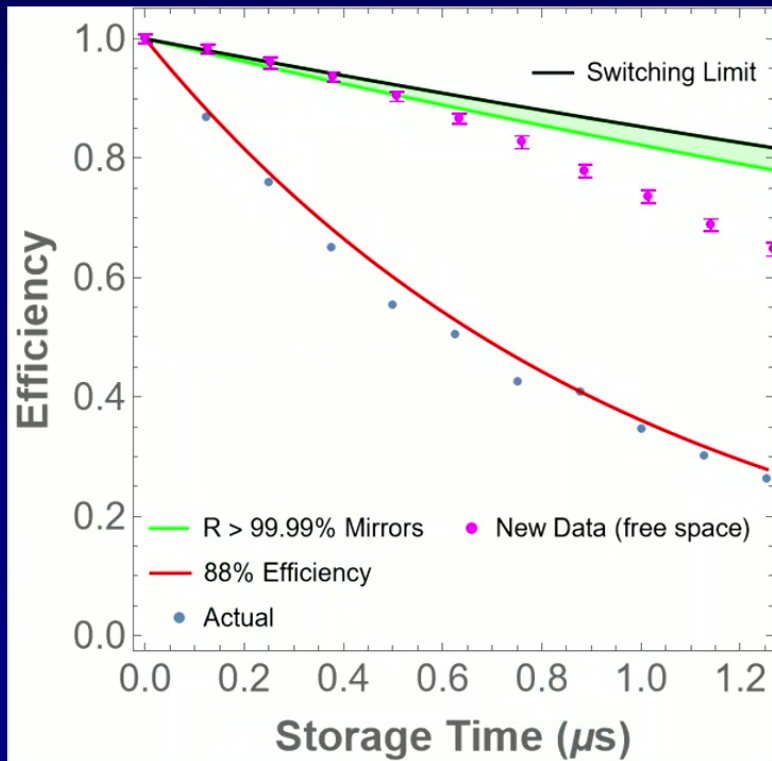 1.0
0.8
0.6
0.4
0.2
0.0
Efficiency
Switching Limit
R > 99.99% Mirrors
New Data (free space)
88% Efficiency
Actual
0.0 0.2 0.4 0.6 0.8 1.0 1.2
Storage Time (μs)